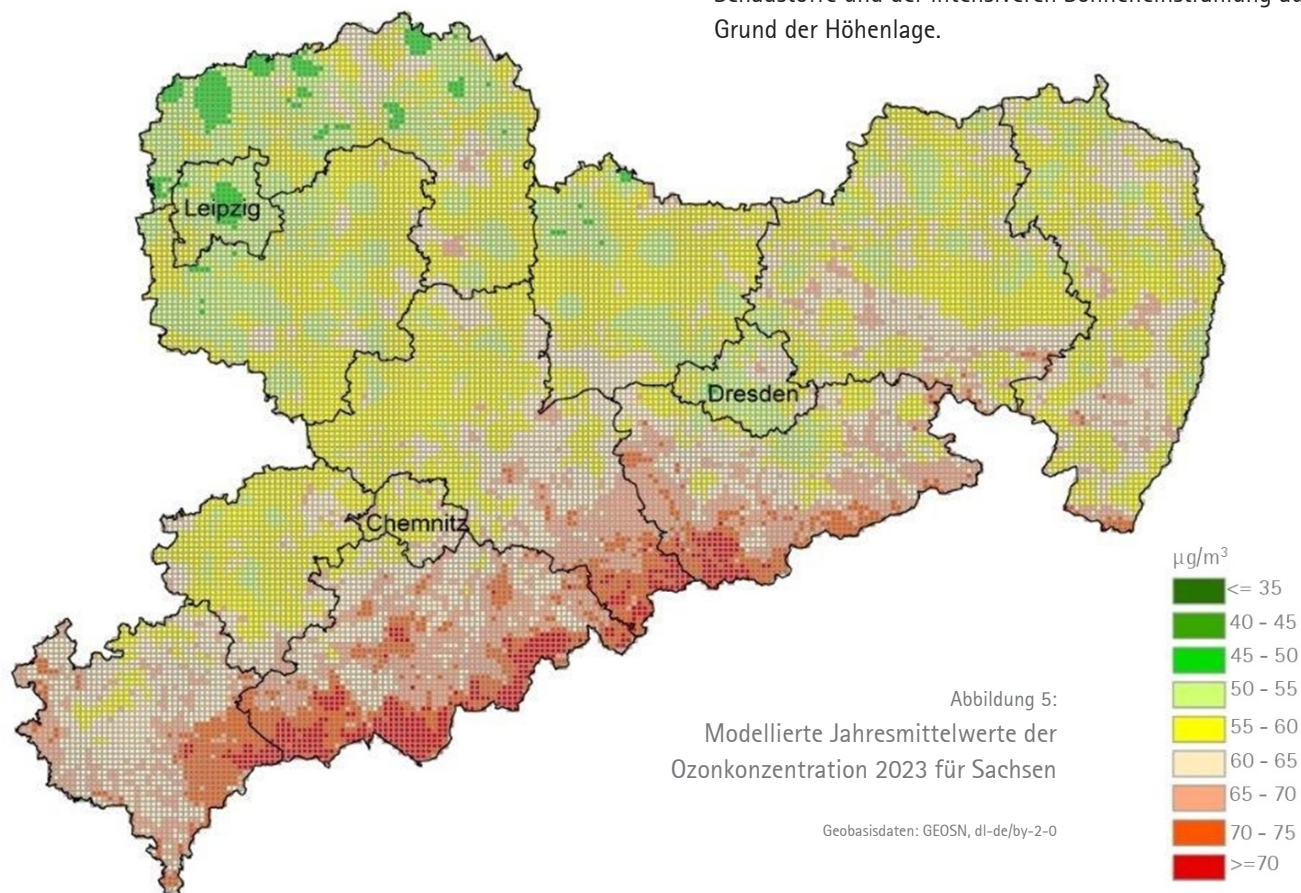 Grund der Höhenlage.
Leipzig
Dresden
Chemnitz
µg/m³
<= 35
40 - 45
45 - 50
50 - 55
55 - 60
60 - 65
65 - 70
70 - 75
>=70
Abbildung 5:
Modellierte Jahresmittelwerte der
Ozonkonzentration 2023 für Sachsen
Geobasisdaten: GEOSN, dl-de/by-2-0